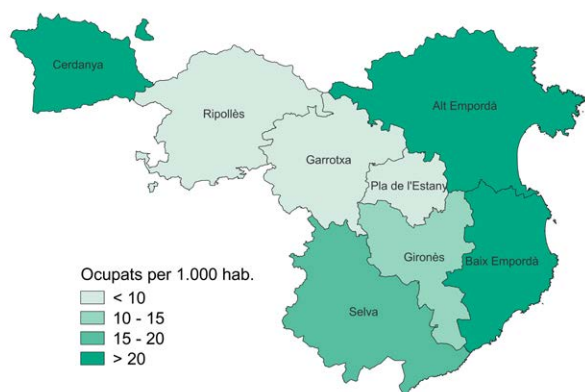 Cerdanya
Alt Empordà
Ripollès
Garrotxa
Pla de l'Estany
Gironès
Baix Empordà
Selva
Ocupats per 1.000 hab.
< 10
10 - 15
15 - 20
> 20